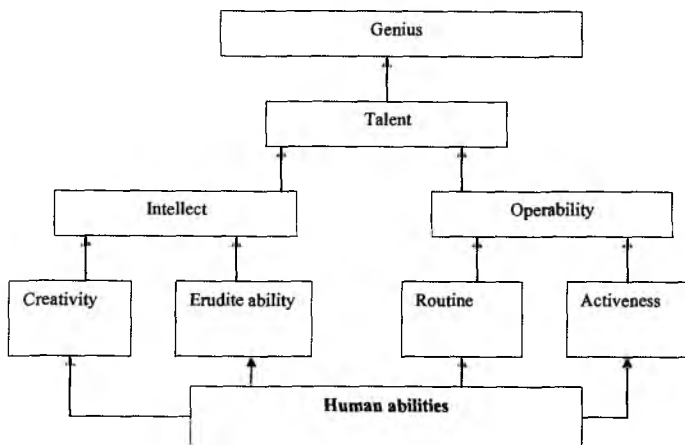 Genius
Talent
Intellect
Operability
Creativity
Erudite ability
Routine
Activeness
Human abilities